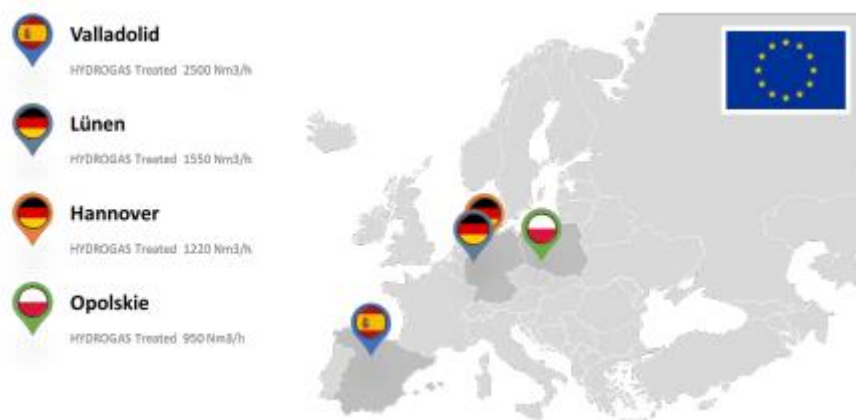 Valladolid
HYDROGAS Treated 2500 Nm3/h
Lünen
HYDROGAS Treated 1550 Nm3/h
Hannover
HYDROGAS Treated 1220 Nm3/h
Opolskie
HYDROGAS Treated 950 Nm3/h